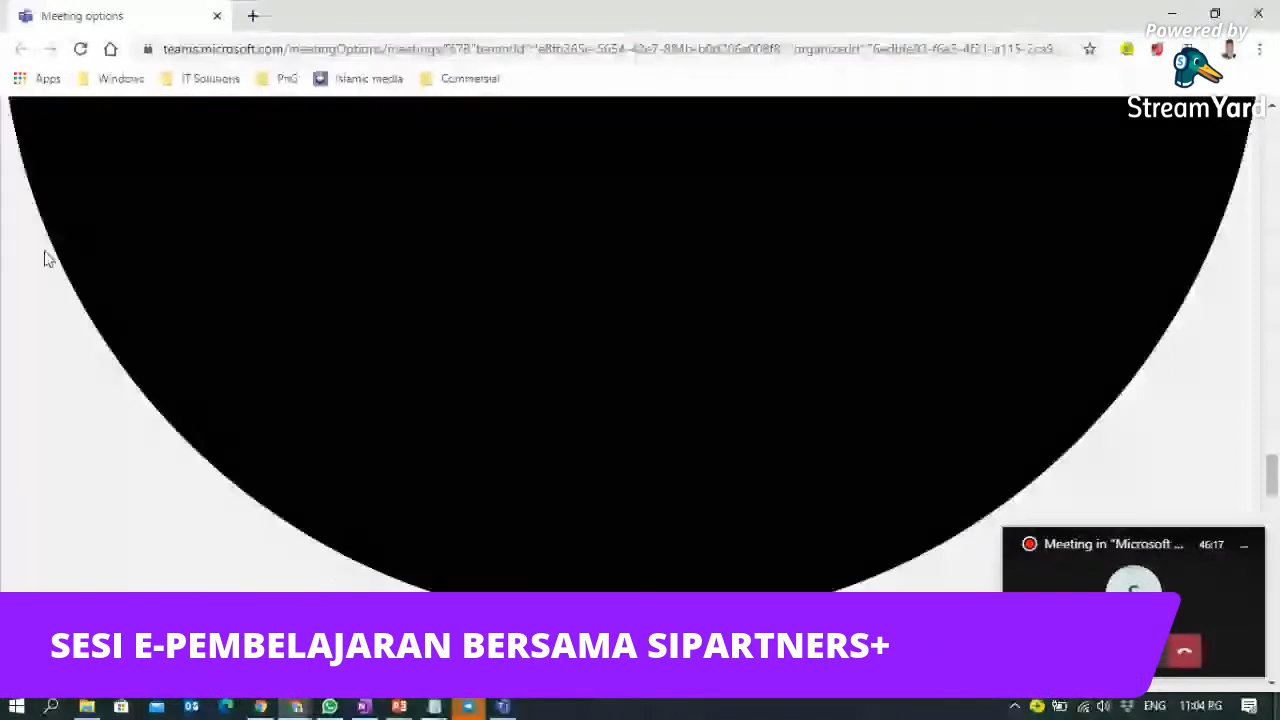 Meeting options
Powered by
StreamYard
Apps
Windows
IT Solutions
PnG
Islamic media
Commercial
Meeting in "Microsoft ...
46:17
SESI E-PEMBELAJARAN BERSAMA SIPARTNERS+
ENG
11:04 PG